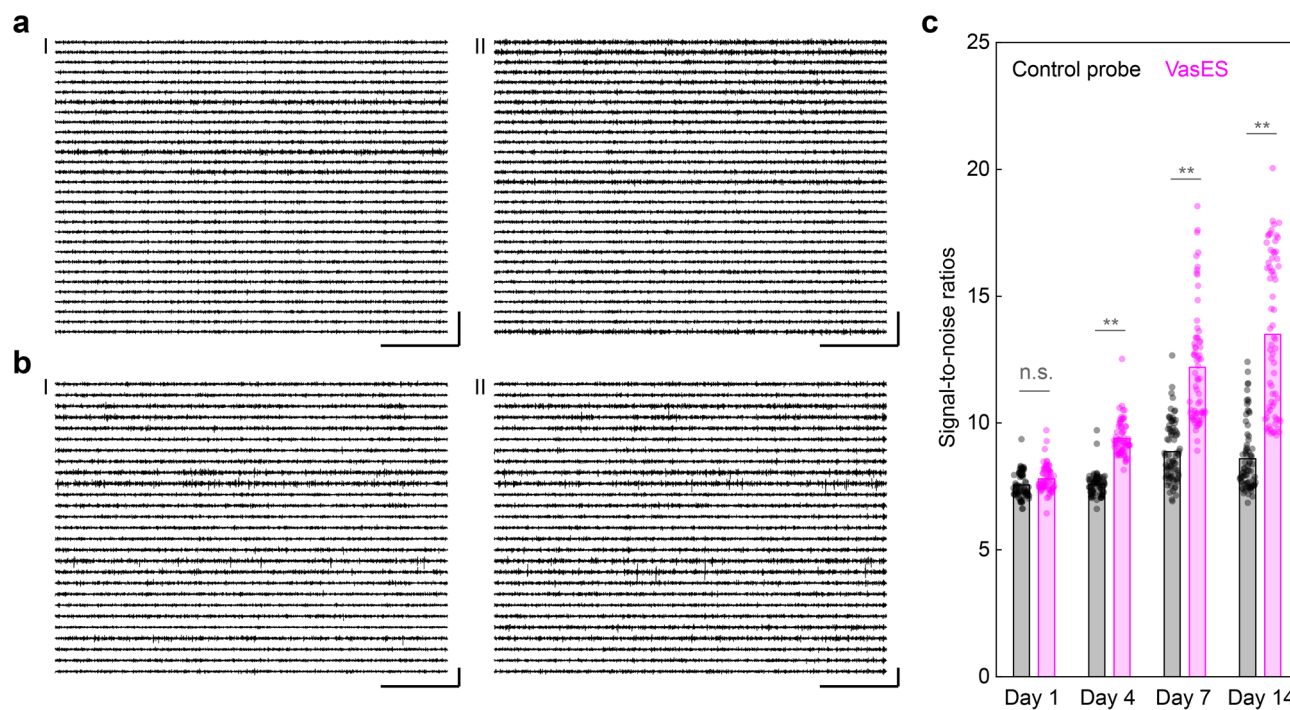 a
I
II
b
I
II
c
Control probe VasES
Signal-to-noise ratios
25
20
15
10
5
0
n.s.
**
**
**
Day 1 Day 4 Day 7 Day 14